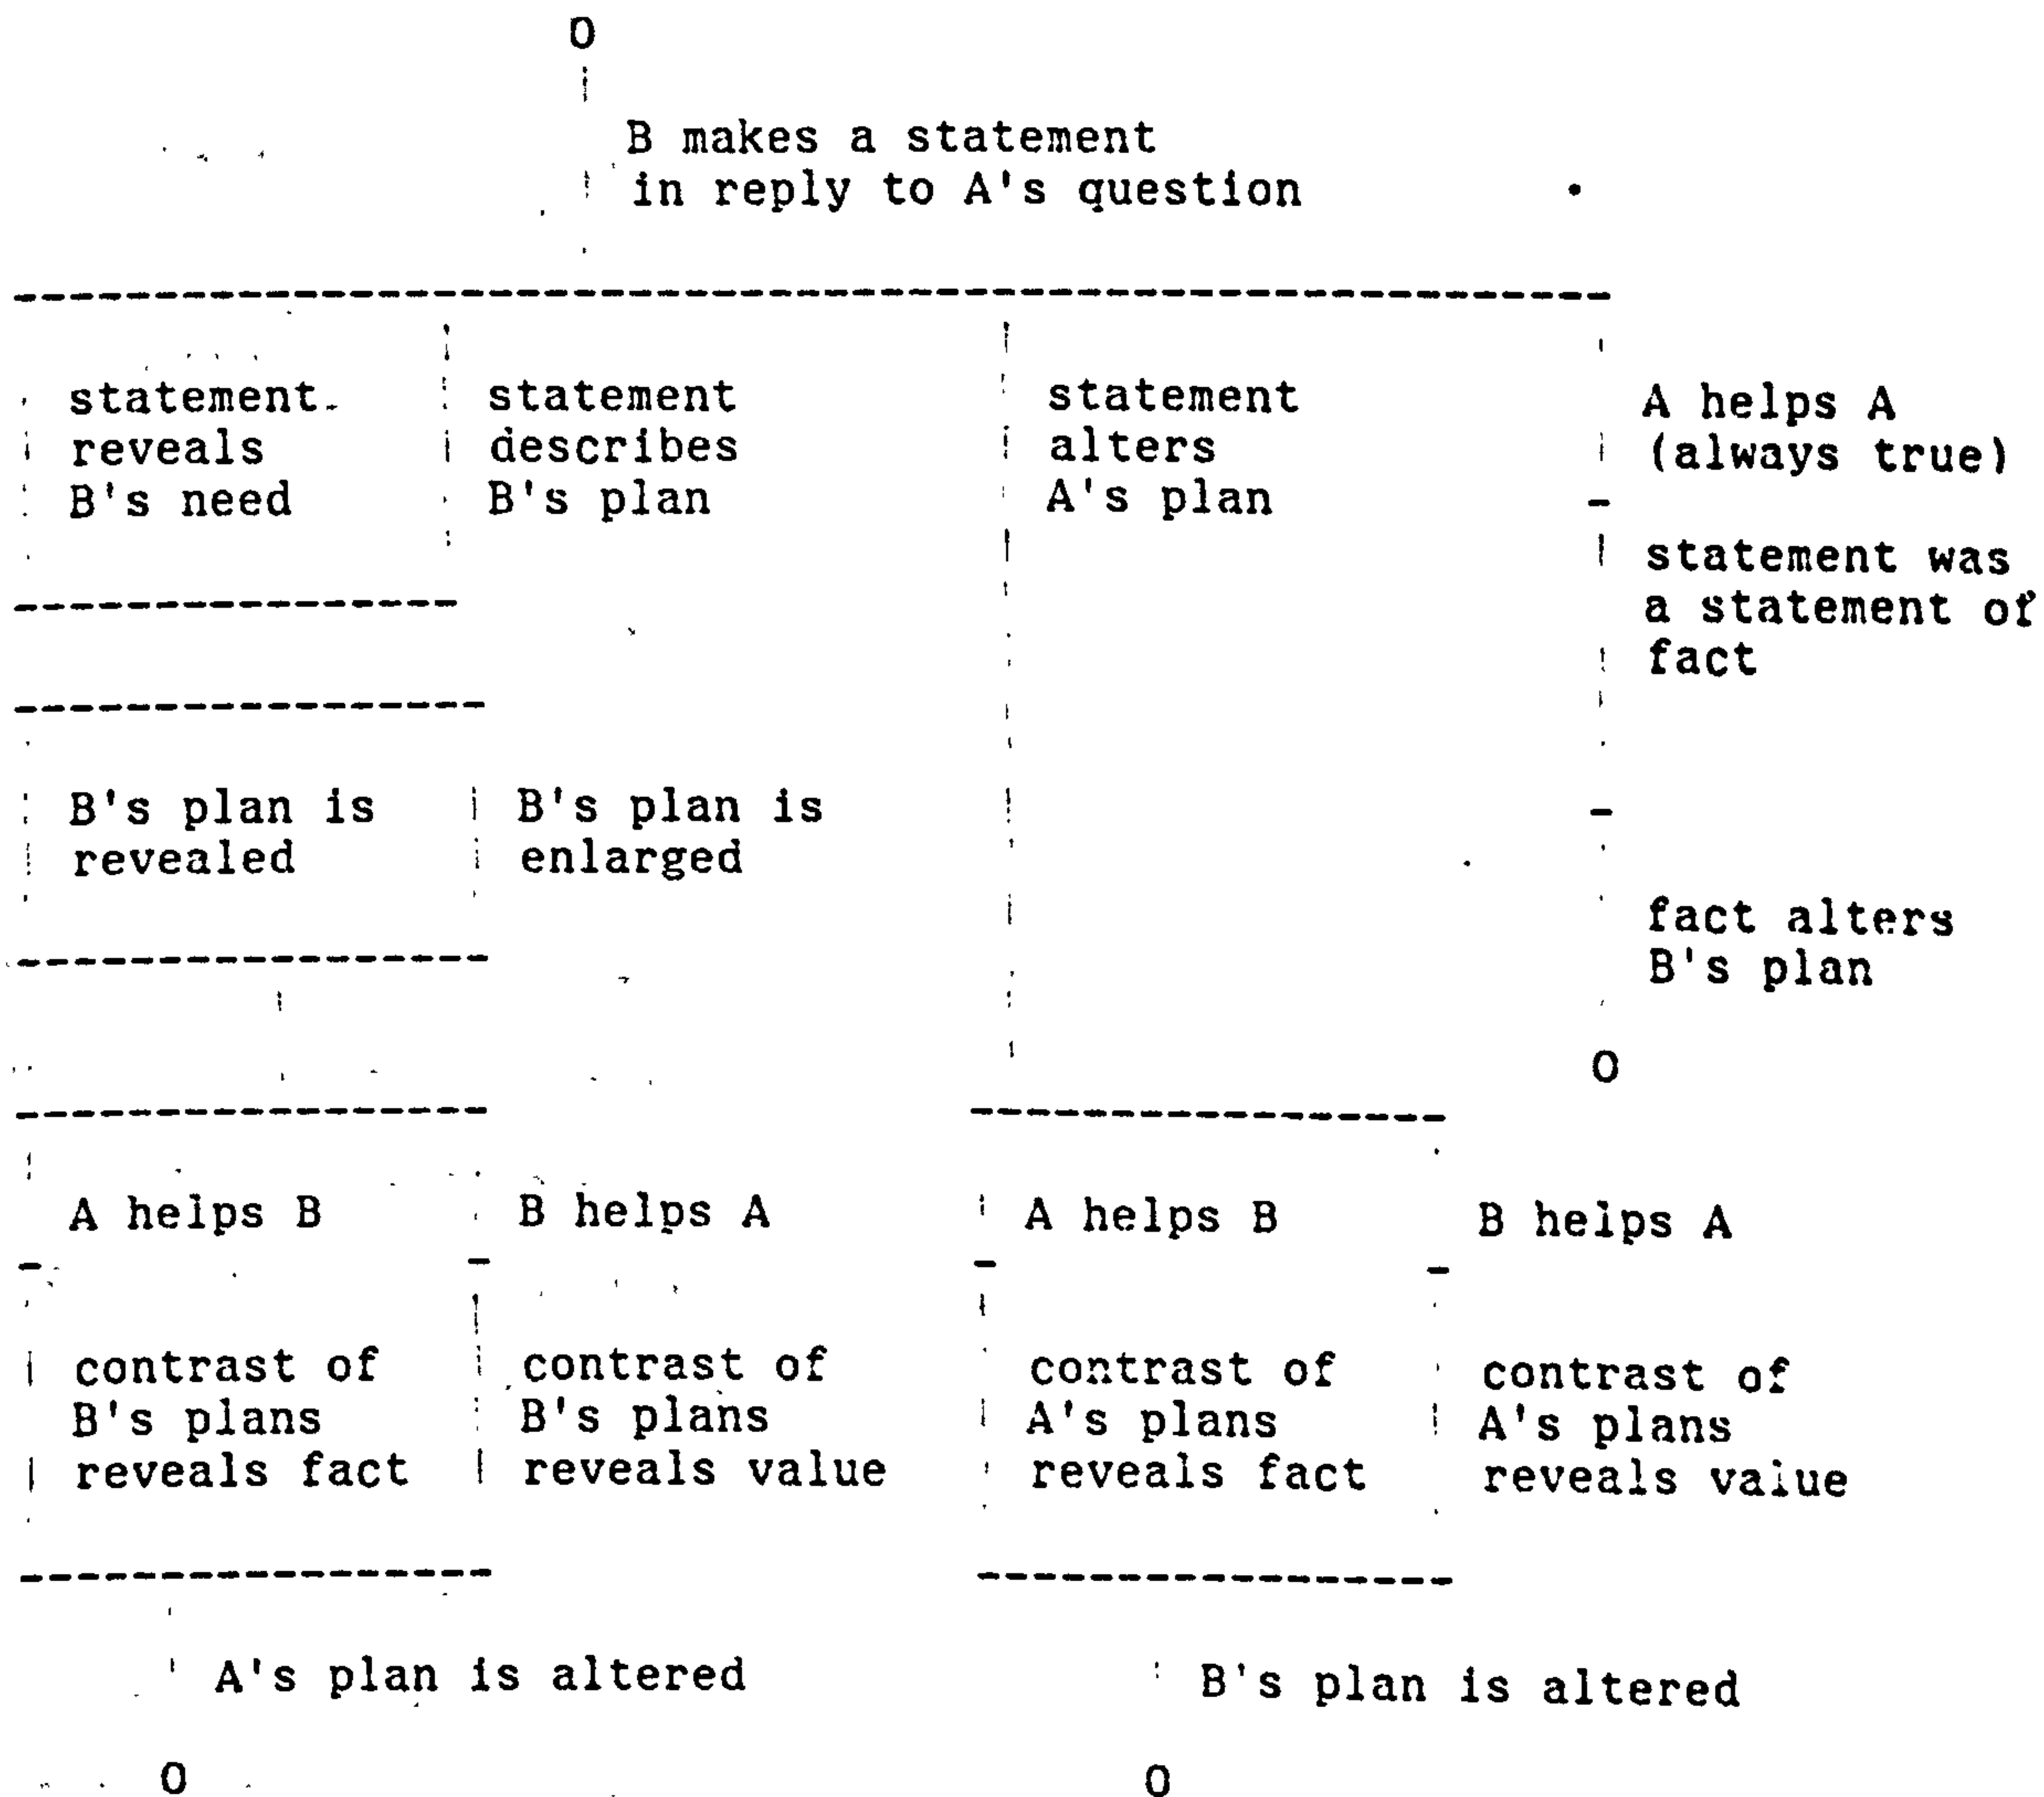 O
B makes a statement
in reply to A's question
statement
reveals
B's need
statement
describes
B's plan
statement
alters
A's plan
A helps A
(always true)
statement was
a statement of
fact
B's plan is
revealed
B's plan is
enlarged
fact alters
B's plan
O
A helps B
B helps A
A helps B
B helps A
contrast of
B's plans
reveals fact
contrast of
B's plans
reveals value
contrast of
A's plans
reveals fact
contrast of
A's plans
reveals value
A's plan is altered
B's plan is altered
O
O